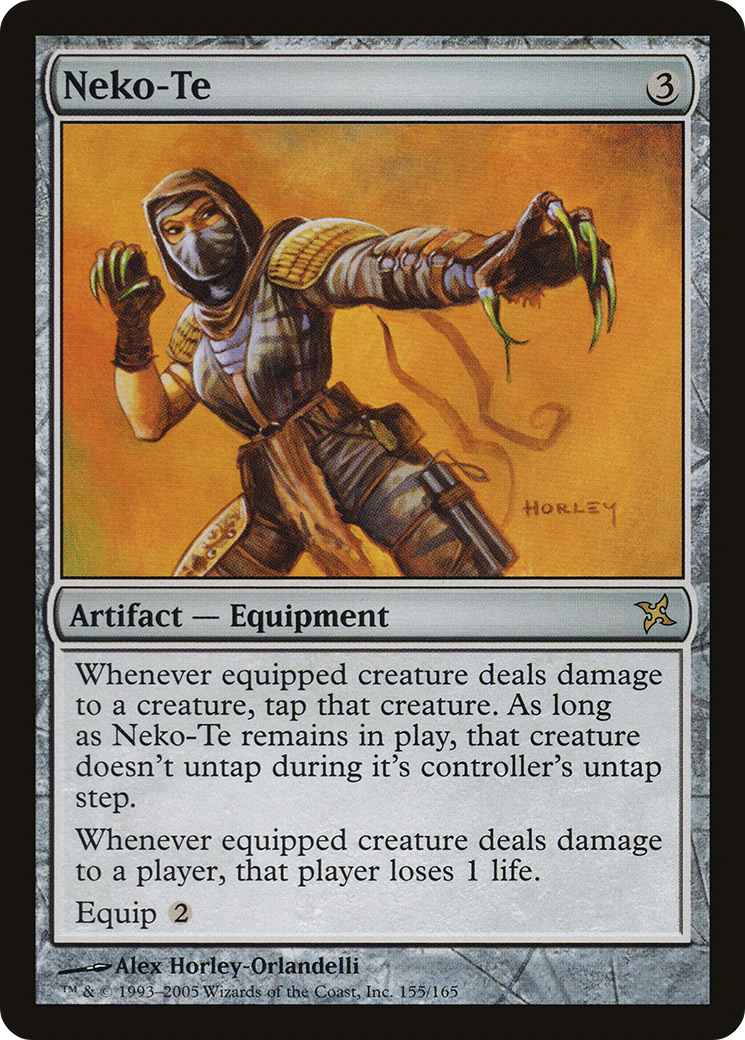 Neko-Te
3
HORLEY
Artifact — Equipment
Whenever equipped creature deals damage
to a creature, tap that creature. As long
as Neko-Te remains in play, that creature
doesn't untap during it's controller's untap
step.
Whenever equipped creature deals damage
to a player, that player loses 1 life.
Equip 2
Alex Horley-Orlandelli
™ & © 1993–2005 Wizards of the Coast, Inc. 155/165